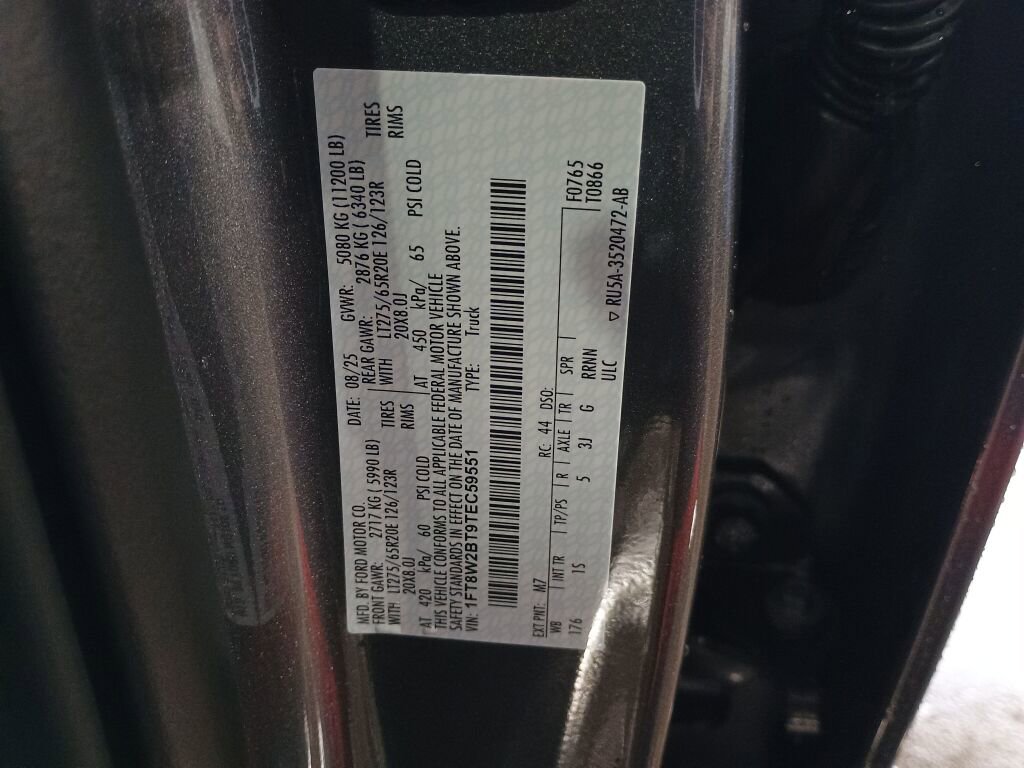 MFD. BY FORD MOTOR CO.
DATE: 08/25 GVWR: 5080 KG (11200 LB)
FRONT GAWR: 2717 KG ( 5990 LB)
REAR GAWR: 2876 KG ( 6340 LB)
WITH LT275/65R20E 126/123R TIRES
WITH LT275/65R20E 126/123R TIRES
20X8.0J RIMS
20X8.0J RIMS
AT 420 kPa/ 60 PSI COLD
AT 450 kPa/ 65 PSI COLD
THIS VEHICLE CONFORMS TO ALL APPLICABLE FEDERAL MOTOR VEHICLE
SAFETY STANDARDS IN EFFECT ON THE DATE OF MANUFACTURE SHOWN ABOVE.
VIN: 1FT8W2BT9TEC59551 TYPE: Truck
EXT PNT: M7 RC: 44 DSO: F0765
WB INT TR TP/PS R AXLE TR SPR T0866
176 1S 5 3J G RRNN
ULC
▽ RU5A-3520472-AB